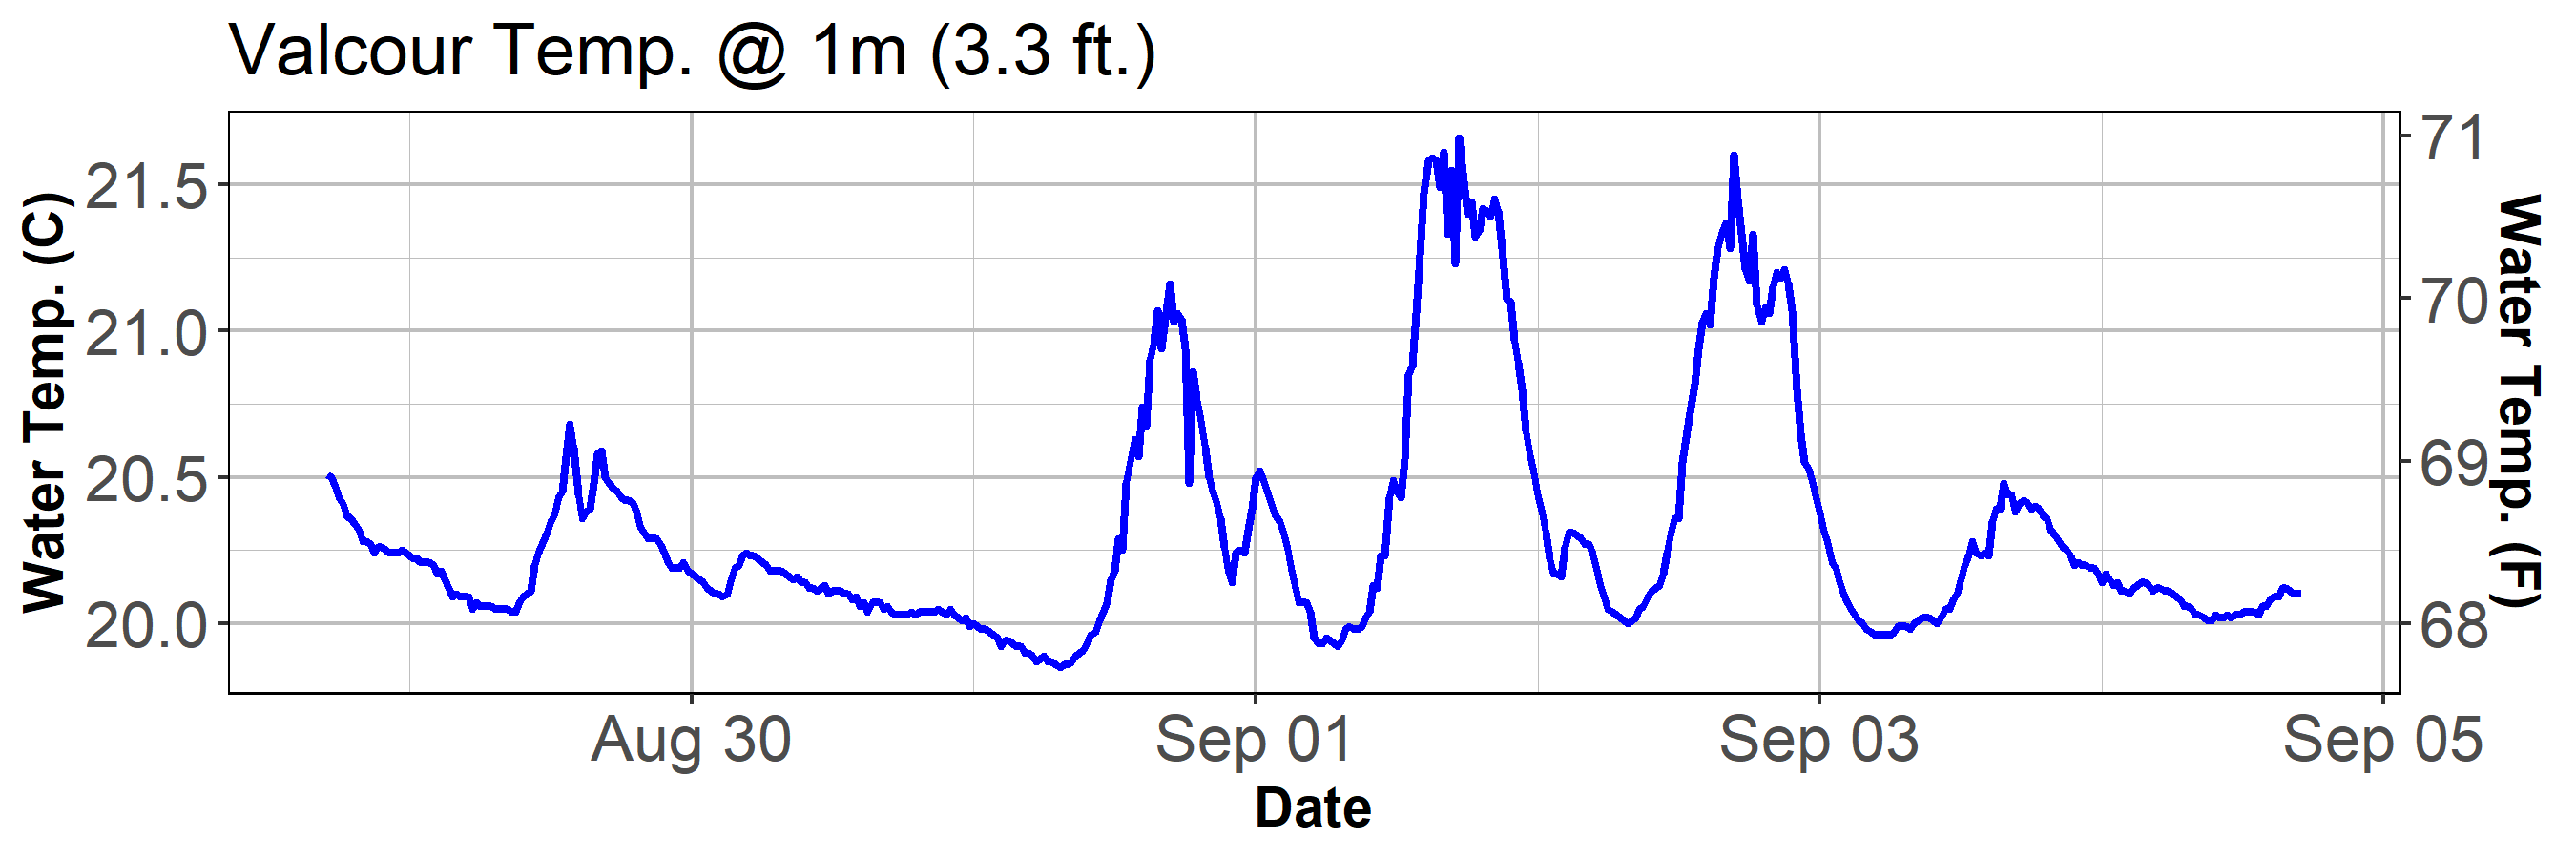 Valcour Temp. @ 1m (3.3 ft.)
Water Temp. (C)
21.5
21.0
20.5
20.0
71
70
69
68
Water Temp. (F)
Aug 30
Sep 01
Sep 03
Sep 05
Date